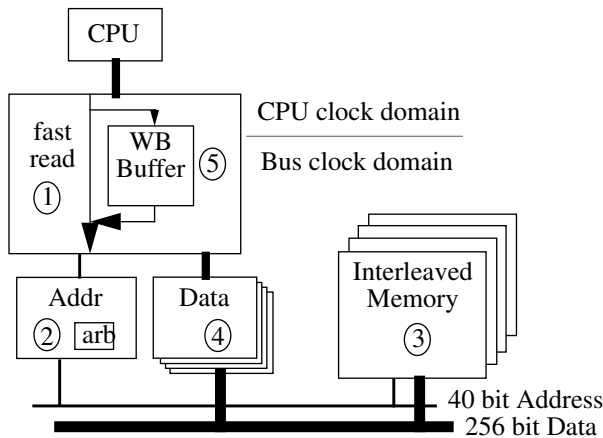 CPU
CPU clock domain
Bus clock domain
fast
read
1
WB
Buffer
5
Addr
2
arb
Data
4
Interleaved
Memory
3
40 bit Address
256 bit Data